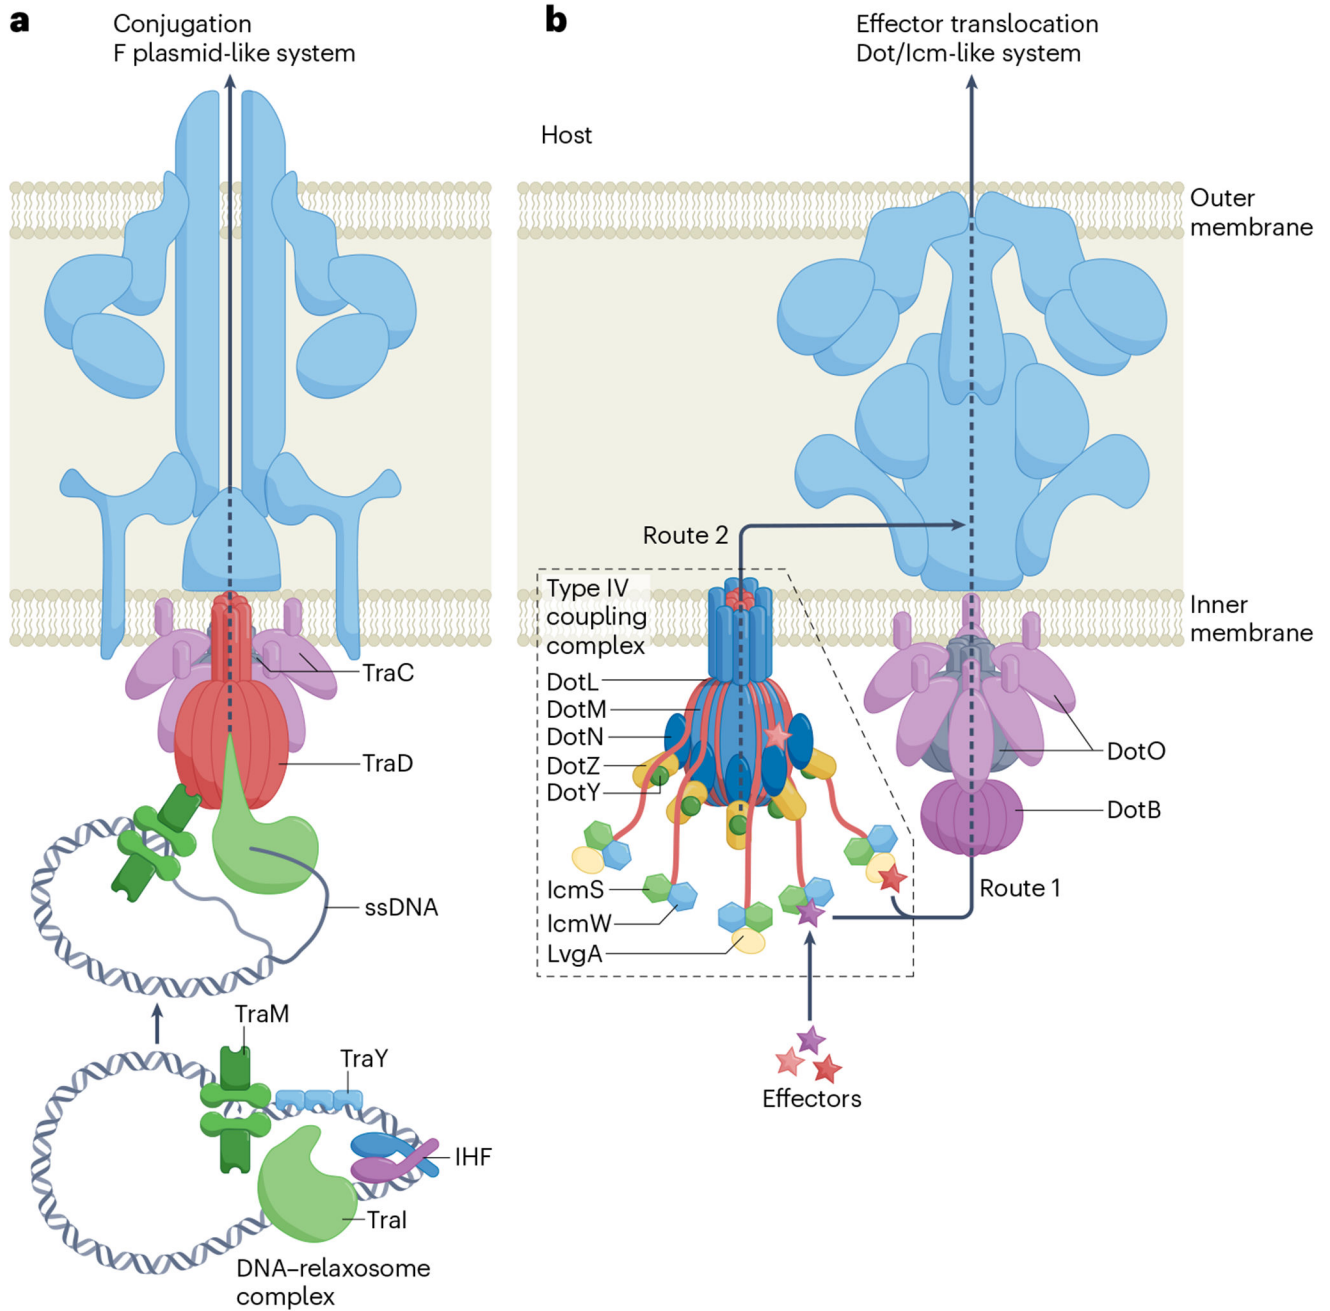 a
Conjugation
F plasmid-like system
TraC
TraD
ssDNA
TraM
TraY
IHF
TraI
DNA–relaxosome
complex
b
Effector translocation
Dot/Icm-like system
Host
Outer
membrane
Route 2
Type IV
coupling
complex
Inner
membrane
DotL
DotM
DotN
DotZ
DotY
DotO
DotB
IcmS
IcmW
LvgA
Route 1
Effectors